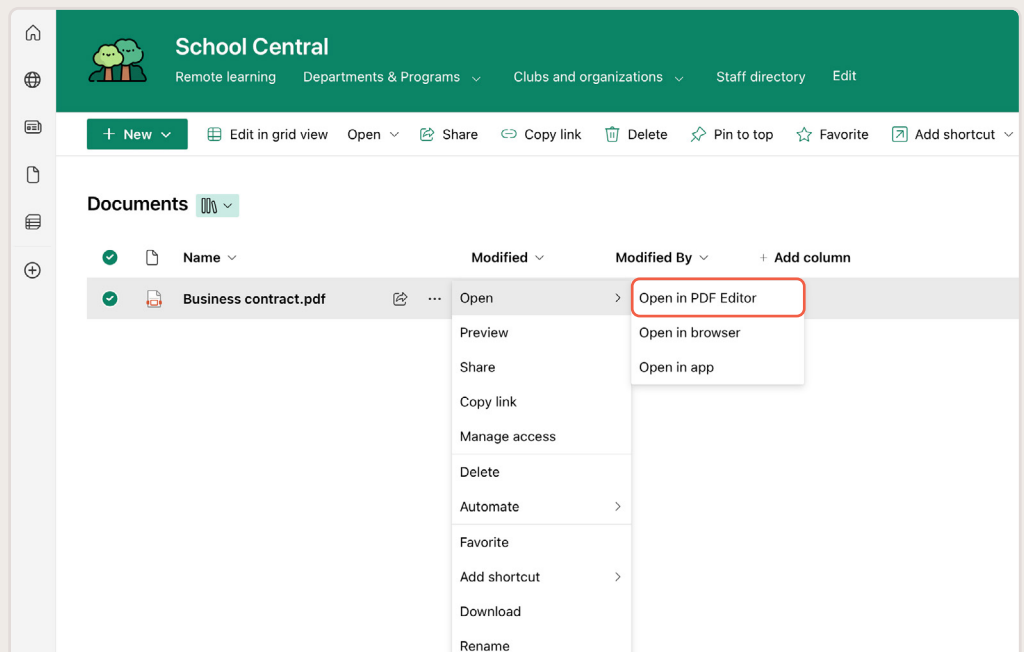 School Central
Remote learning Departments & Programs Clubs and organizations Staff directory Edit
New Edit in grid view Open Share Copy link Delete Pin to top Favorite Add shortcut
Documents
Name Modified Modified By + Add column
Business contract.pdf ... Open Open in PDF Editor
Preview Open in browser
Share Open in app
Copy link
Manage access
Delete
Automate
Favorite
Add shortcut
Download
Rename